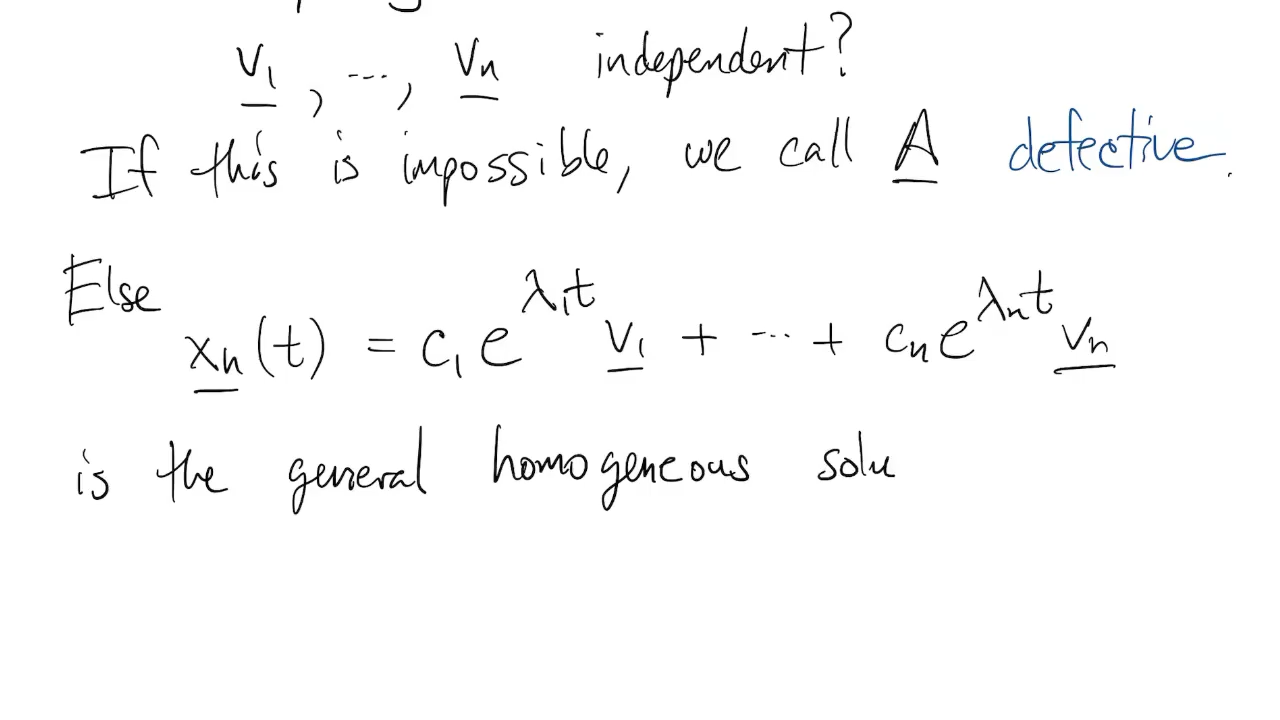 v₁, ..., vₙ independent?
If this is impossible, we call A defective.
Else
xₙ(t) = c₁ e^{λ₁t} v₁ + ... + cₙ e^{λₙt} vₙ
is the general homogeneous solu